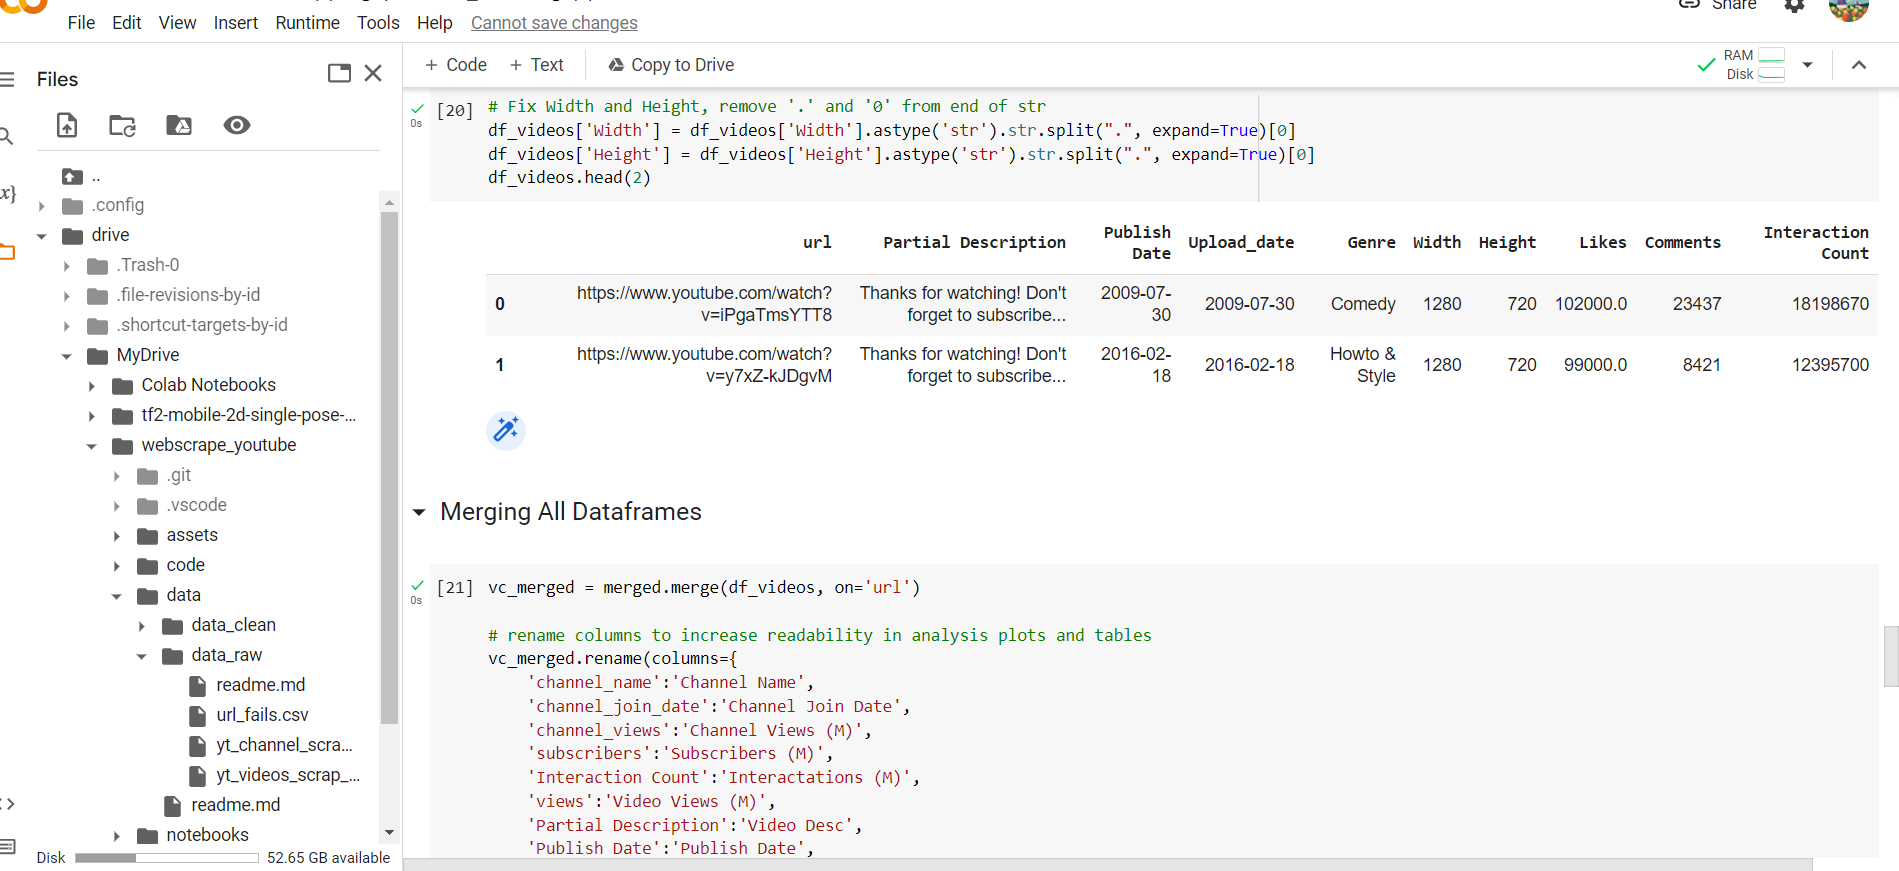 Share
File Edit View Insert Runtime Tools Help Cannot save changes
Files
+ Code + Text Copy to Drive
RAM
Disk
..
.config
drive
.Trash-0
.file-revisions-by-id
.shortcut-targets-by-id
MyDrive
Colab Notebooks
tf2-mobile-2d-single-pose-...
webscrape_youtube
.git
.vscode
assets
code
data
data_clean
data_raw
readme.md
url_fails.csv
yt_channel_scra...
yt_videos_scrap_...
readme.md
notebooks
Disk 52.65 GB available
0s
[20] # Fix Width and Height, remove '.' and '0' from end of str
df_videos['Width'] = df_videos['Width'].astype('str').str.split(".", expand=True)[0]
df_videos['Height'] = df_videos['Height'].astype('str').str.split(".", expand=True)[0]
df_videos.head(2)
url Partial Description Publish Date Upload_date Genre Width Height Likes Comments Interaction Count
0 https://www.youtube.com/watch?v=iPgaTmsYTT8 Thanks for watching! Don't forget to subscribe... 2009-07-30 2009-07-30 Comedy 1280 720 102000.0 23437 18198670
1 https://www.youtube.com/watch?v=y7xZ-kJDgvM Thanks for watching! Don't forget to subscribe... 2016-02-18 2016-02-18 Howto & Style 1280 720 99000.0 8421 12395700
Merging All Dataframes
0s
[21] vc_merged = merged.merge(df_videos, on='url')
# rename columns to increase readability in analysis plots and tables
vc_merged.rename(columns={
'channel_name':'Channel Name',
'channel_join_date':'Channel Join Date',
'channel_views':'Channel Views (M)',
'subscribers':'Subscribers (M)',
'Interaction Count':'Interactations (M)',
'views':'Video Views (M)',
'Partial Description':'Video Desc',
'Publish Date':'Publish Date',